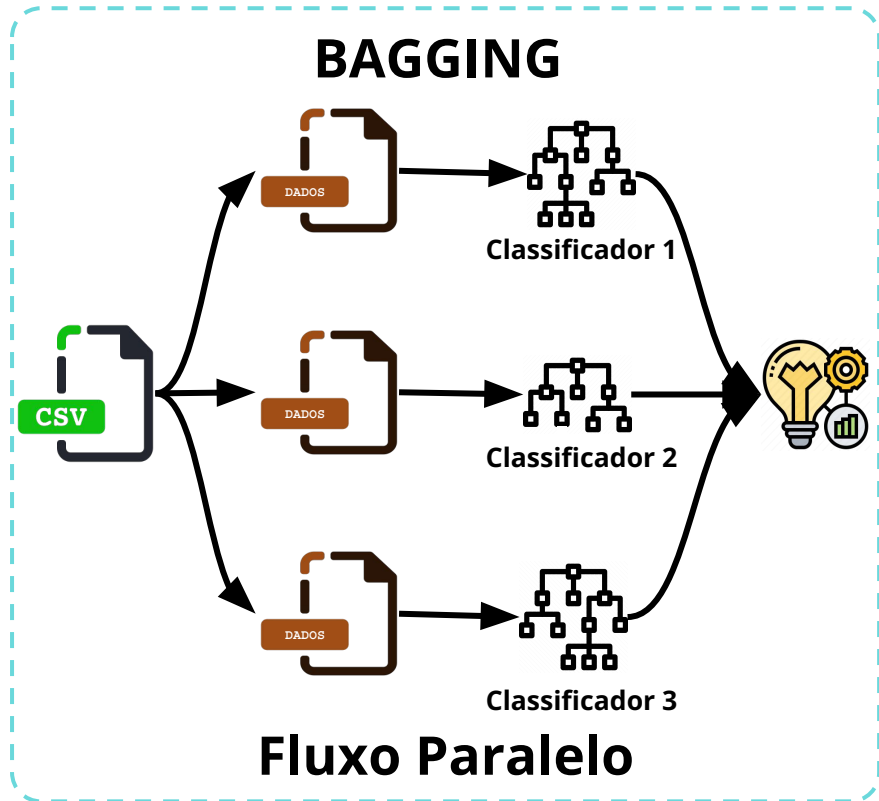 BAGGING
DADOS
Classificador 1
CSV
DADOS
Classificador 2
DADOS
Classificador 3
Fluxo Paralelo